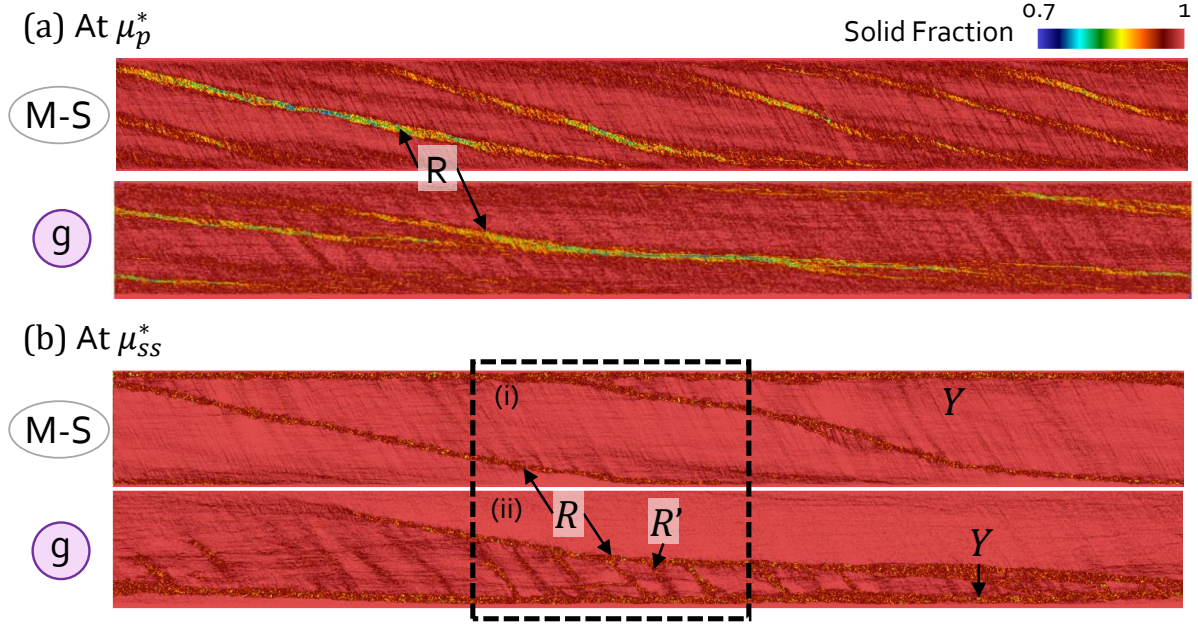 (a) At μ*p
Solid Fraction
0.7
1
M-S
R
g
(b) At μ*ss
M-S
(i)
Y
g
(ii)
R
R'
Y